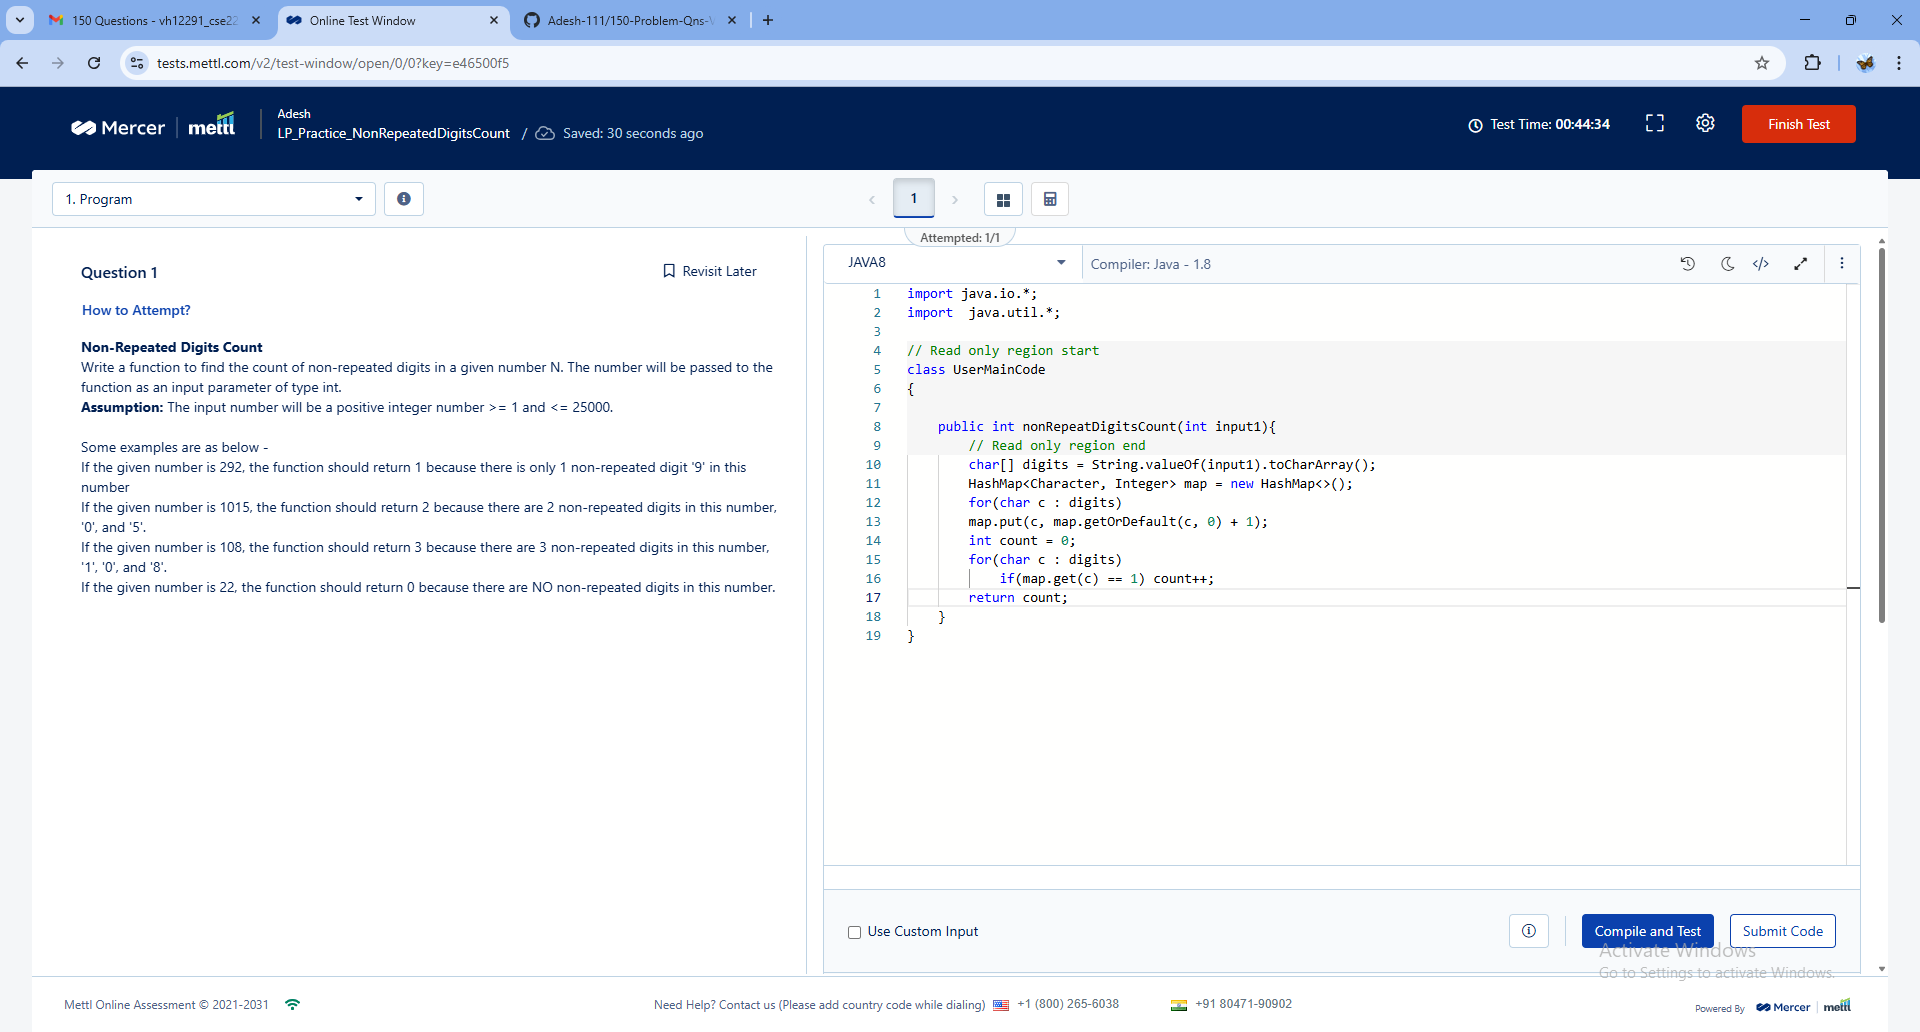 150 Questions - vh12291_cse22
Online Test Window
Adesh-111/150-Problem-Qns-
tests.mettl.com/v2/test-window/open/0/0?key=e46500f5
Mercer | mettl
Adesh
LP_Practice_NonRepeatedDigitsCount / Saved: 30 seconds ago
Test Time: 00:44:34
Finish Test
1. Program
1
Attempted: 1/1
Question 1
Revisit Later
How to Attempt?
Non-Repeated Digits Count
Write a function to find the count of non-repeated digits in a given number N. The number will be passed to the
function as an input parameter of type int.
Assumption: The input number will be a positive integer number >= 1 and <= 25000.
Some examples are as below -
If the given number is 292, the function should return 1 because there is only 1 non-repeated digit '9' in this
number
If the given number is 1015, the function should return 2 because there are 2 non-repeated digits in this number,
'0', and '5'.
If the given number is 108, the function should return 3 because there are 3 non-repeated digits in this number,
'1', '0', and '8'.
If the given number is 22, the function should return 0 because there are NO non-repeated digits in this number.
JAVA8
Compiler: Java - 1.8
1 import java.io.*;
2 import  java.util.*;
3
4 // Read only region start
5 class UserMainCode
6 {
7
8 public int nonRepeatDigitsCount(int input1){
9 // Read only region end
10 char[] digits = String.valueOf(input1).toCharArray();
11 HashMap<Character, Integer> map = new HashMap<>();
12 for(char c : digits)
13 map.put(c, map.getOrDefault(c, 0) + 1);
14 int count = 0;
15 for(char c : digits)
16 if(map.get(c) == 1) count++;
17 return count;
18 }
19 }
Use Custom Input
Compile and Test
Submit Code
Activate Windows
Go to Settings to activate Windows.
Mettl Online Assessment © 2021-2031
Need Help? Contact us (Please add country code while dialing) +1 (800) 265-6038
+91 80471-90902
Powered By Mercer | mettl